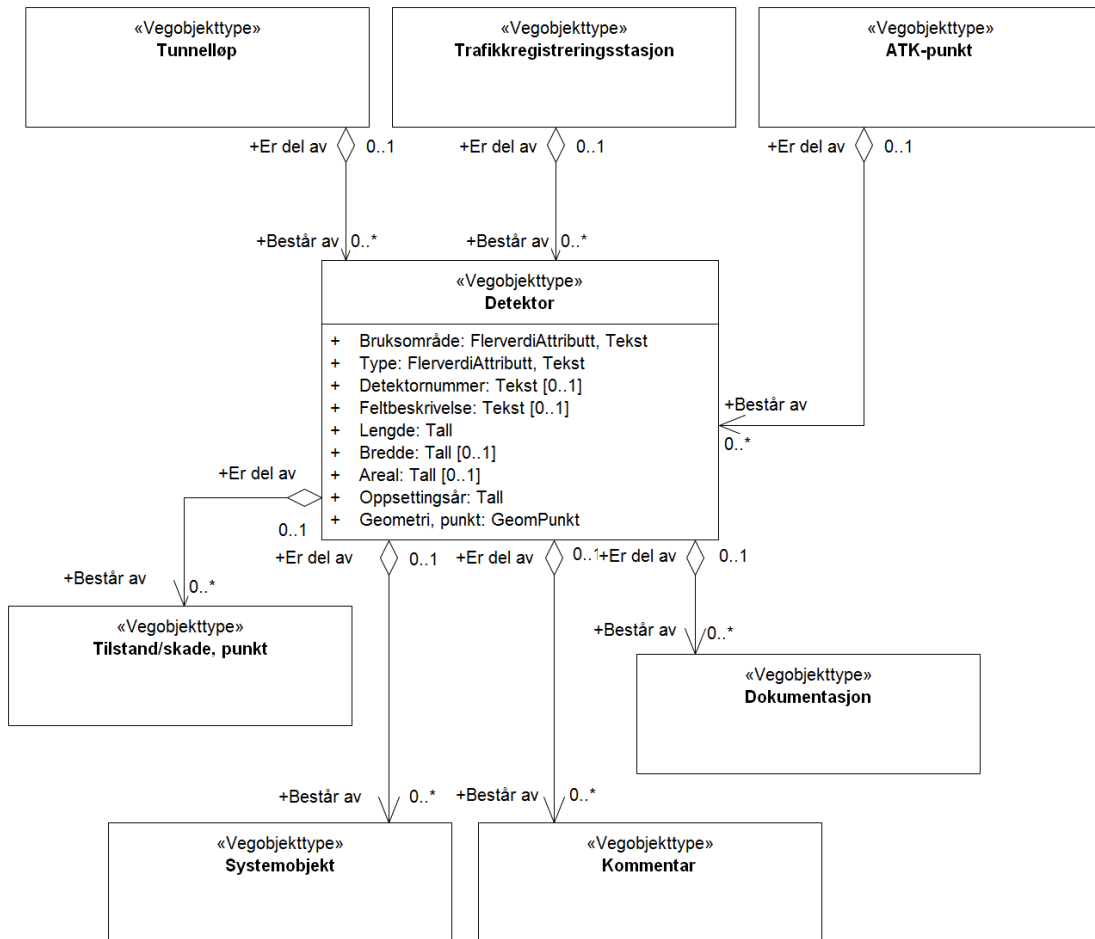 «Vegobjekttype»
Tunnelløp
«Vegobjekttype»
Trafikkregistreringsstasjon
«Vegobjekttype»
ATK-punkt
+Er del av
0..1
+Er del av
0..1
+Er del av
0..1
+Består av
0..*
+Består av
0..*
«Vegobjekttype»
Detektor
+ Bruksområde: FlerverdiAttributt, Tekst
+ Type: FlerverdiAttributt, Tekst
+ Detektornummer: Tekst [0..1]
+ Feltbeskrivelse: Tekst [0..1]
+ Lengde: Tall
+ Bredde: Tall [0..1]
+ Areal: Tall [0..1]
+ Oppsettingsår: Tall
+ Geometri, punkt: GeomPunkt
+Består av
0..*
+Er del av
0..1
+Er del av
0..1
+Er del av
0..1
+Er del av
0..1
+Består av
0..*
«Vegobjekttype»
Tilstand/skade, punkt
+Består av
0..*
«Vegobjekttype»
Dokumentasjon
+Består av
0..*
+Består av
0..*
«Vegobjekttype»
Systemobjekt
«Vegobjekttype»
Kommentar